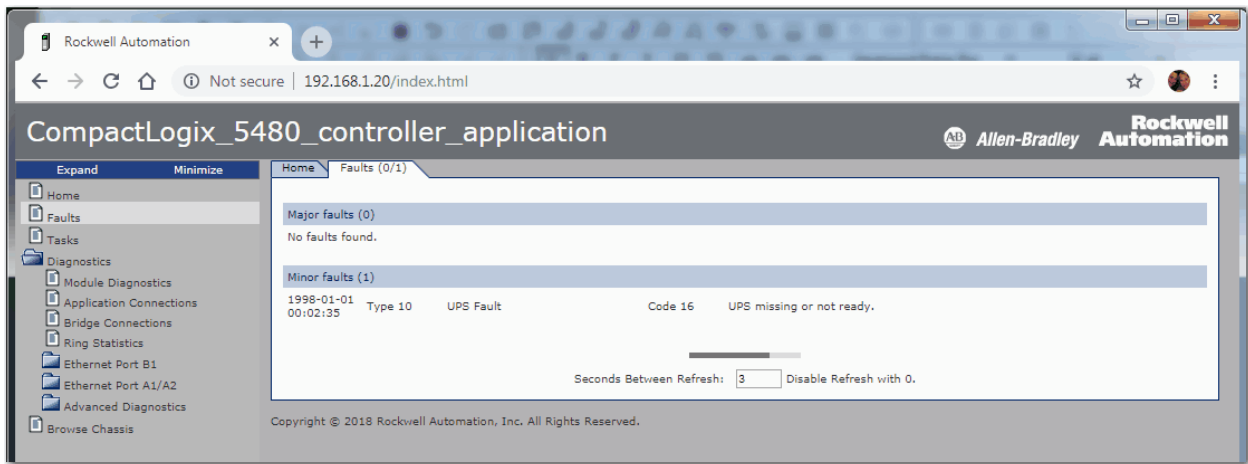 Rockwell Automation
Not secure | 192.168.1.20/index.html
CompactLogix_5480_controller_application
AB Allen-Bradley
Rockwell
Automation
Expand Minimize
Home
Faults
Tasks
Diagnostics
Module Diagnostics
Application Connections
Bridge Connections
Ring Statistics
Ethernet Port B1
Ethernet Port A1/A2
Advanced Diagnostics
Browse Chassis
Home Faults (0/1)
Major faults (0)
No faults found.
Minor faults (1)
1998-01-01
00:02:35 Type 10 UPS Fault Code 16 UPS missing or not ready.
Seconds Between Refresh: 3 Disable Refresh with 0.
Copyright © 2018 Rockwell Automation, Inc. All Rights Reserved.